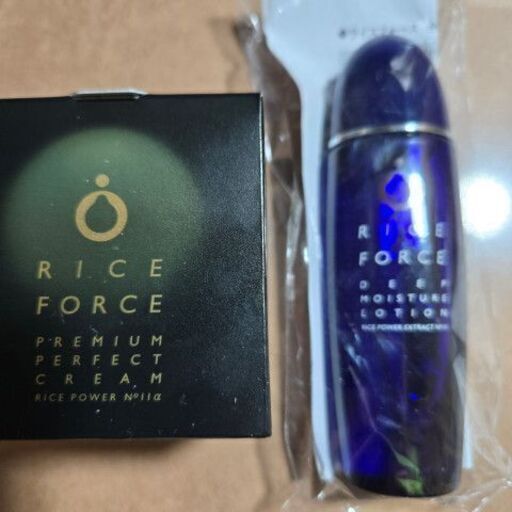 RICE
FORCE
PREMIUM
PERFECT
CREAM
RICE POWER Nº11α
RICE
FORCE
DEEP
MOISTURE
LOTION
RICE POWER EXTRACT